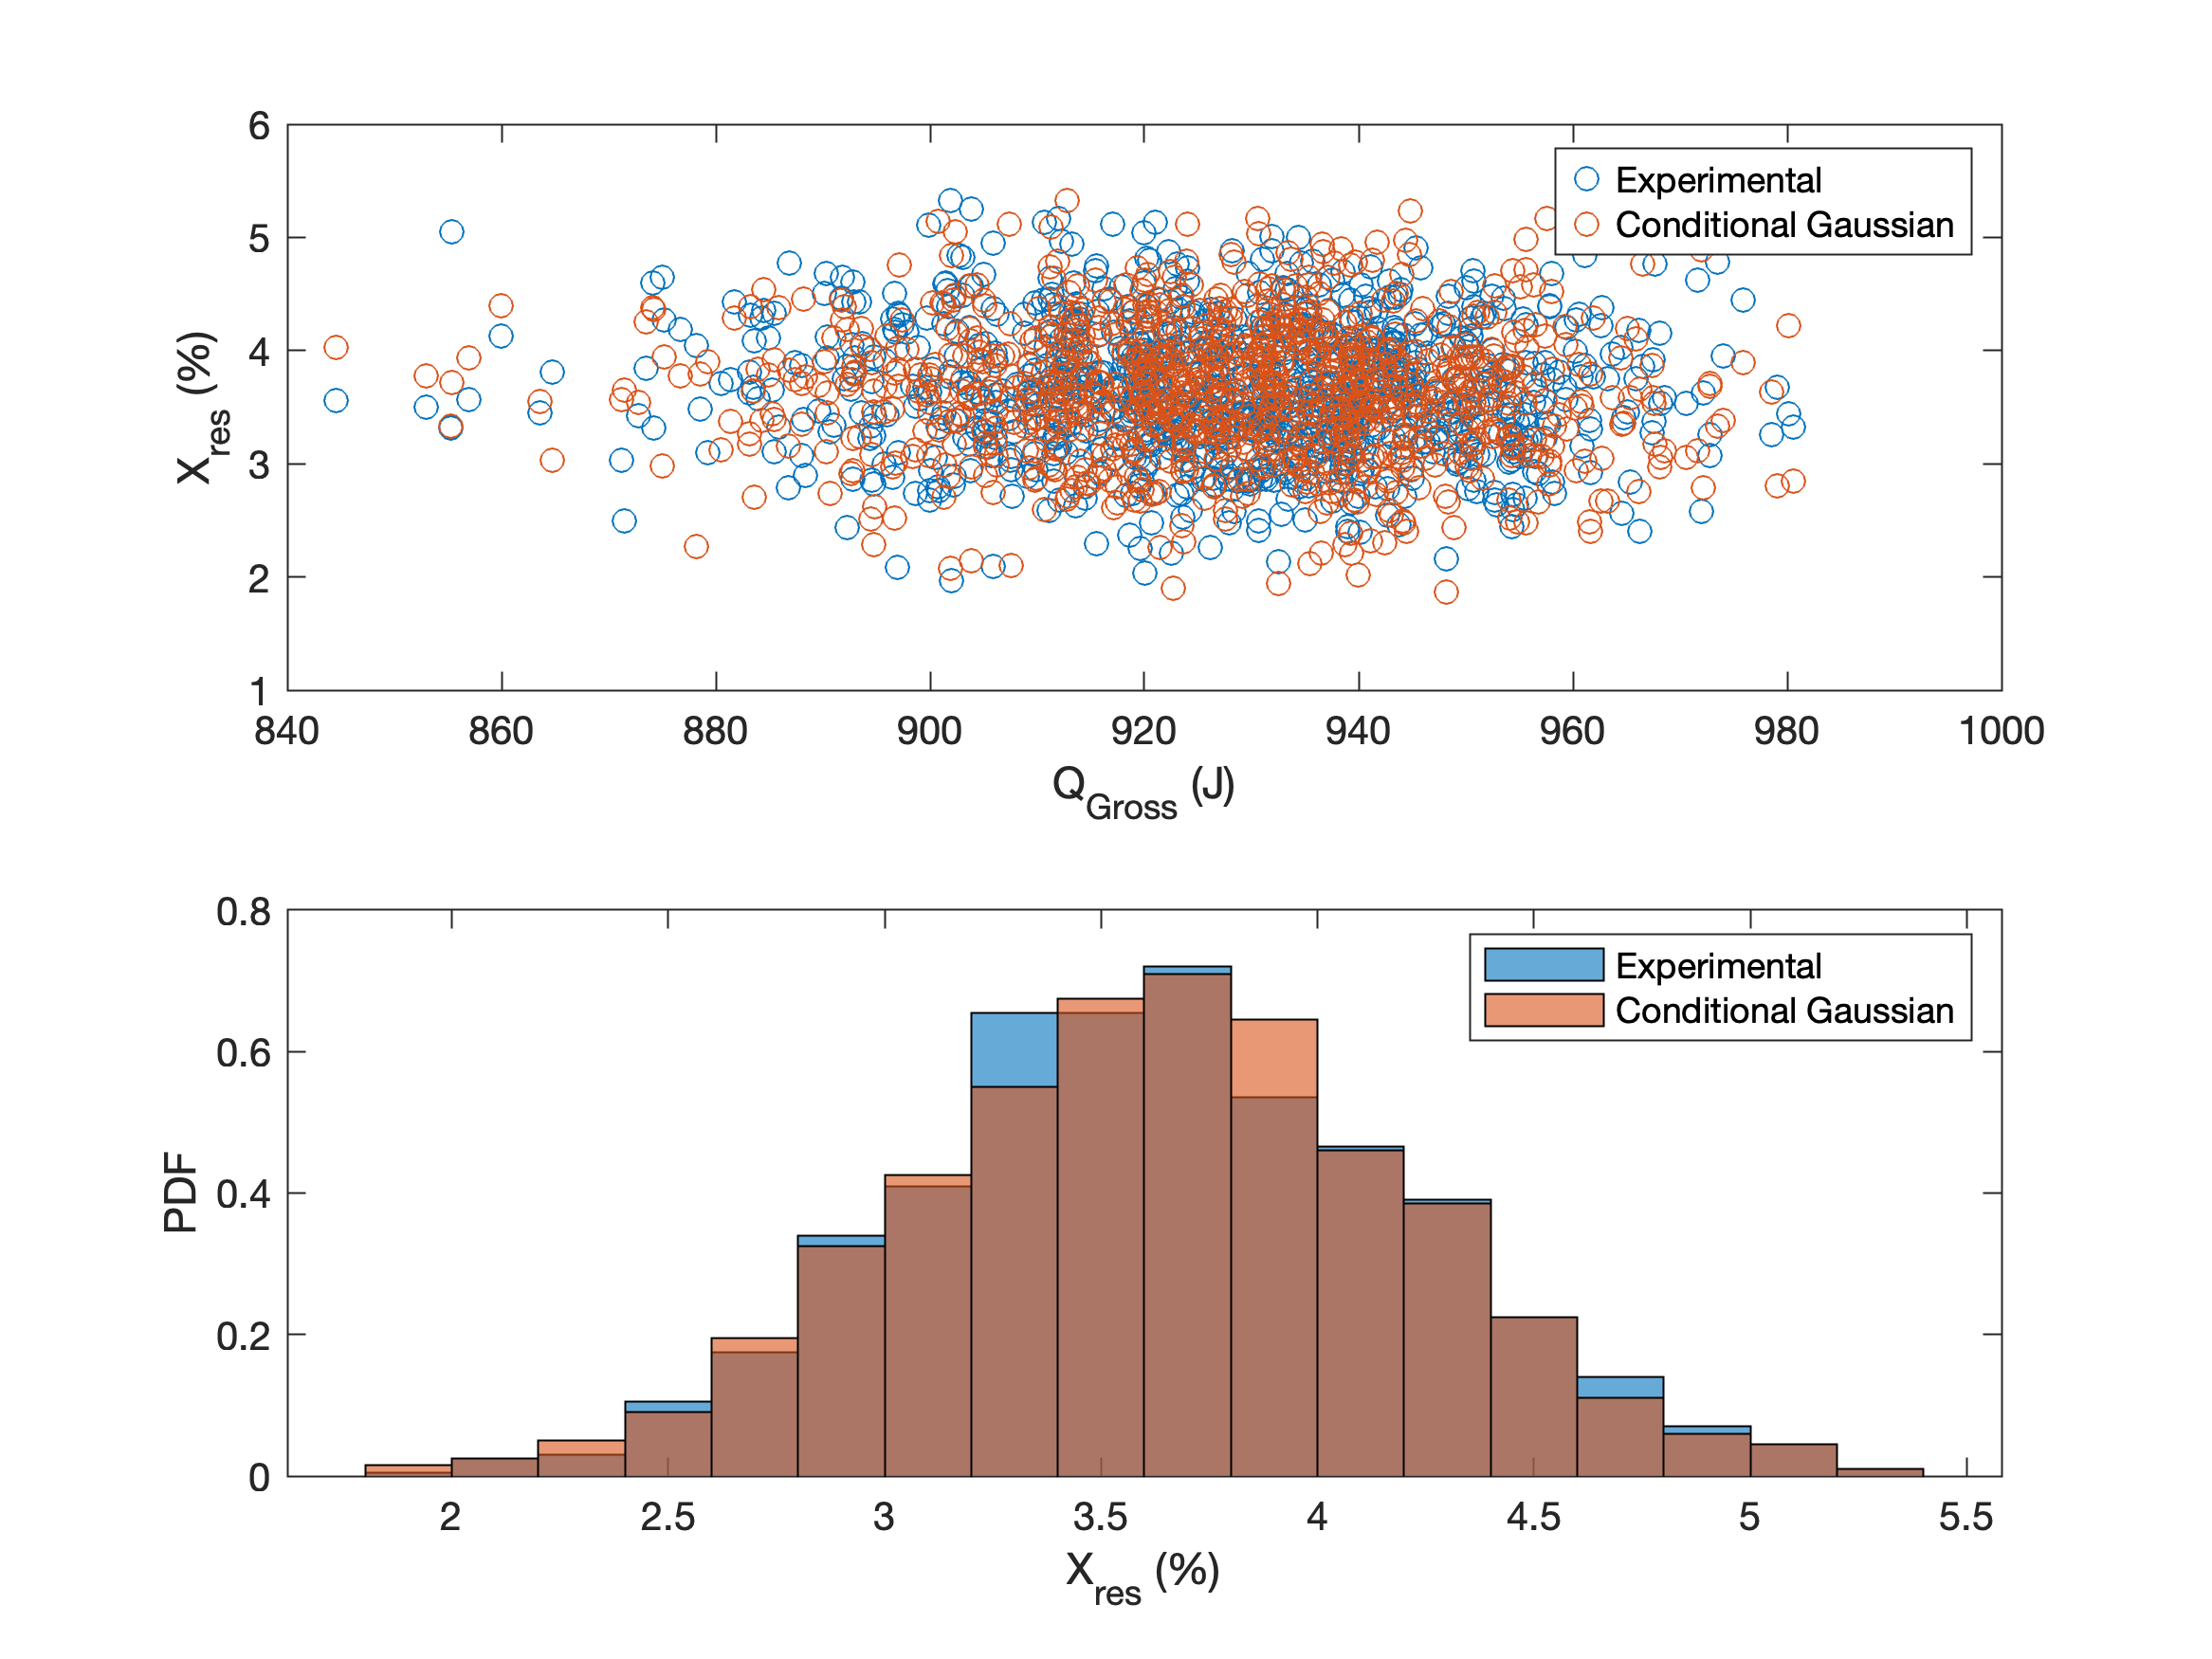 6
5
4
3
2
1
X_res (%)
Experimental
Conditional Gaussian
840 860 880 900 920 940 960 980 1000
Q_Gross (J)
0.8
0.6
0.4
0.2
0
PDF
Experimental
Conditional Gaussian
2 2.5 3 3.5 4 4.5 5 5.5
X_res (%)